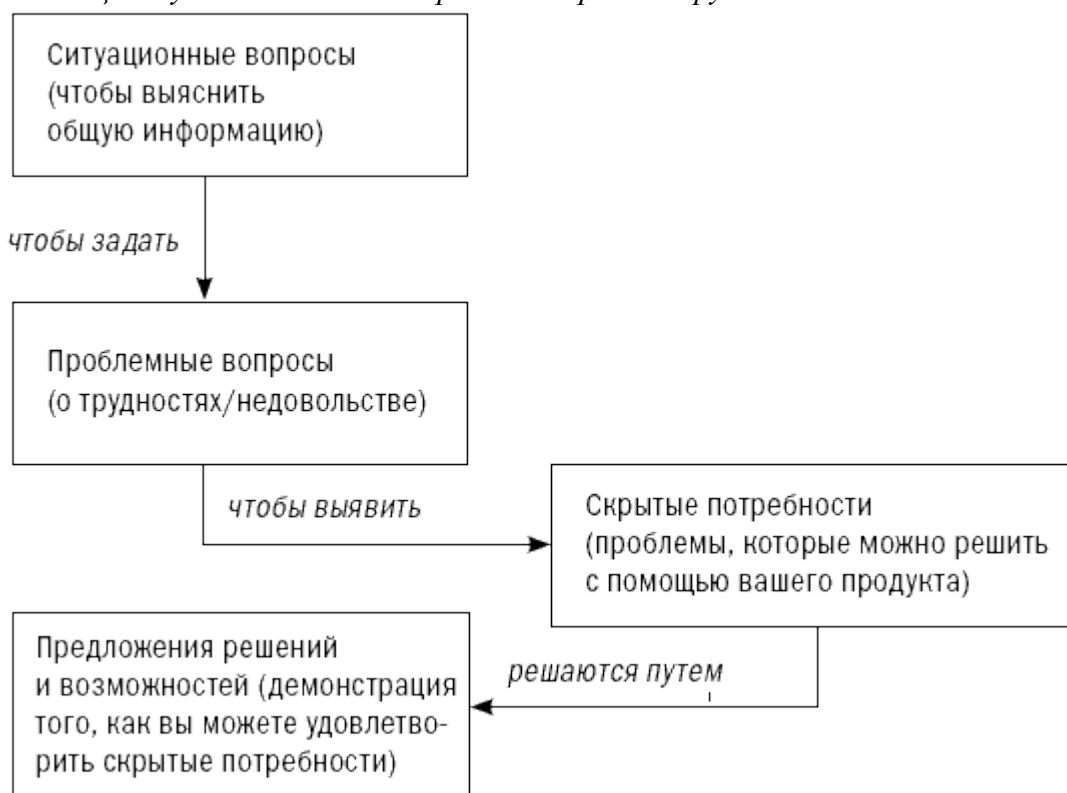 Ситуационные вопросы
(чтобы выяснить
общую информацию)
чтобы задать
Проблемные вопросы
(о трудностях/недовольстве)
чтобы выявить
Скрытые потребности
(проблемы, которые можно решить
с помощью вашего продукта)
решаются путем
Предложения решений
и возможностей (демонстрация
того, как вы можете удовлетво-
рить скрытые потребности)